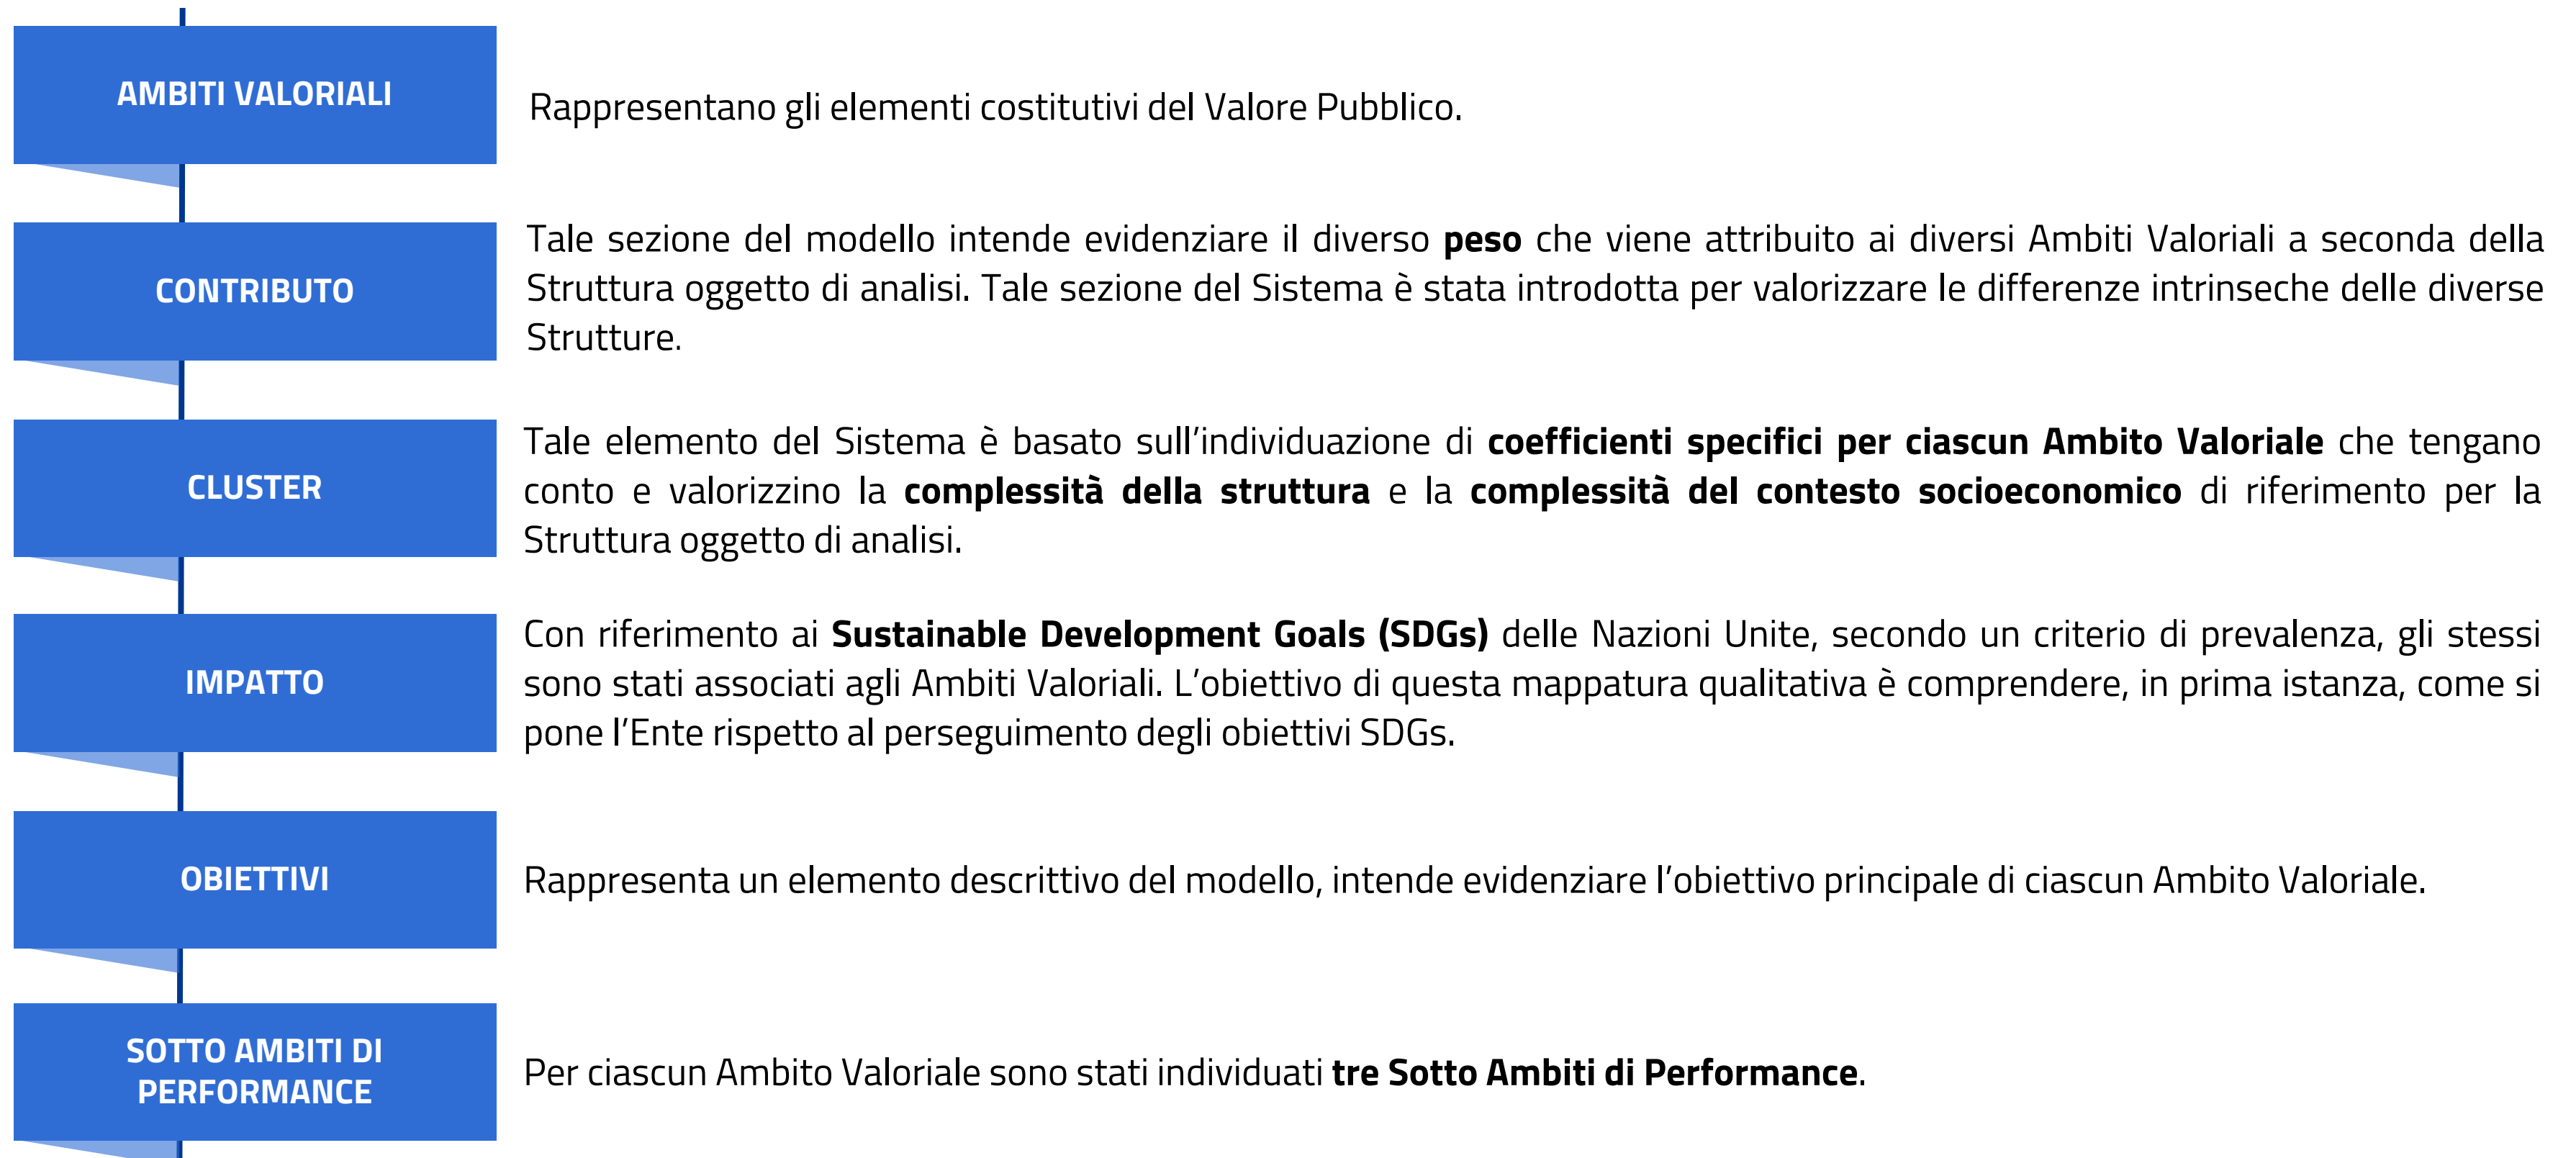 AMBITI VALORIALI
Rappresentano gli elementi costitutivi del Valore Pubblico.
CONTRIBUTO
Tale sezione del modello intende evidenziare il diverso peso che viene attribuito ai diversi Ambiti Valoriali a seconda della
Struttura oggetto di analisi. Tale sezione del Sistema è stata introdotta per valorizzare le differenze intrinseche delle diverse
Strutture.
CLUSTER
Tale elemento del Sistema è basato sull’individuazione di coefficienti specifici per ciascun Ambito Valoriale che tengano
conto e valorizzino la complessità della struttura e la complessità del contesto socioeconomico di riferimento per la
Struttura oggetto di analisi.
IMPATTO
Con riferimento ai Sustainable Development Goals (SDGs) delle Nazioni Unite, secondo un criterio di prevalenza, gli stessi
sono stati associati agli Ambiti Valoriali. L’obiettivo di questa mappatura qualitativa è comprendere, in prima istanza, come si
pone l’Ente rispetto al perseguimento degli obiettivi SDGs.
OBIETTIVI
Rappresenta un elemento descrittivo del modello, intende evidenziare l’obiettivo principale di ciascun Ambito Valoriale.
SOTTO AMBITI DI
PERFORMANCE
Per ciascun Ambito Valoriale sono stati individuati tre Sotto Ambiti di Performance.